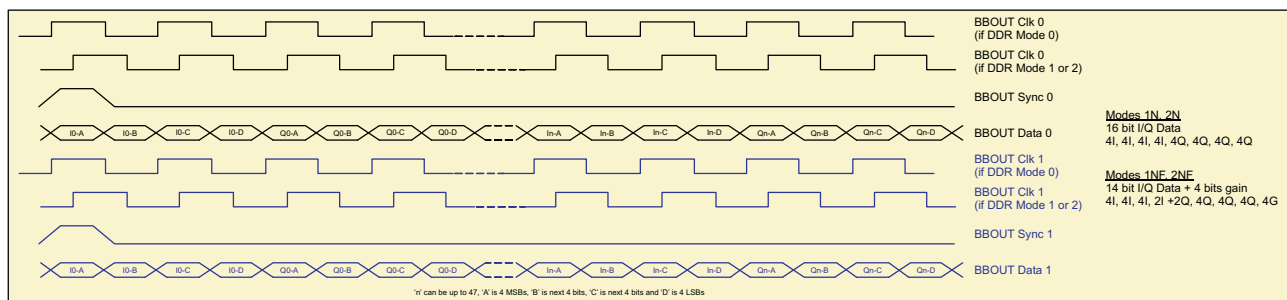 BBOUT Clk 0
(if DDR Mode 0)
BBOUT Clk 0
(if DDR Mode 1 or 2)
BBOUT Sync 0
I0-A I0-B I0-C I0-D Q0-A Q0-B Q0-C Q0-D In-A In-B In-C In-D Qn-A Qn-B Qn-C Qn-D BBOUT Data 0
BBOUT Clk 1
(if DDR Mode 0)
BBOUT Clk 1
(if DDR Mode 1 or 2)
BBOUT Sync 1
I0-A I0-B I0-C I0-D Q0-A Q0-B Q0-C Q0-D In-A In-B In-C In-D Qn-A Qn-B Qn-C Qn-D BBOUT Data 1
Modes 1N, 2N
16 bit I/Q Data
4I, 4I, 4I, 4I, 4Q, 4Q, 4Q, 4Q
Modes 1NF, 2NF
14 bit I/Q Data + 4 bits gain
4I, 4I, 4I, 2I +2Q, 4Q, 4Q, 4Q, 4G
'n' can be up to 47, 'A' is 4 MSBs, 'B' is next 4 bits, 'C' is next 4 bits and 'D' is 4 LSBs